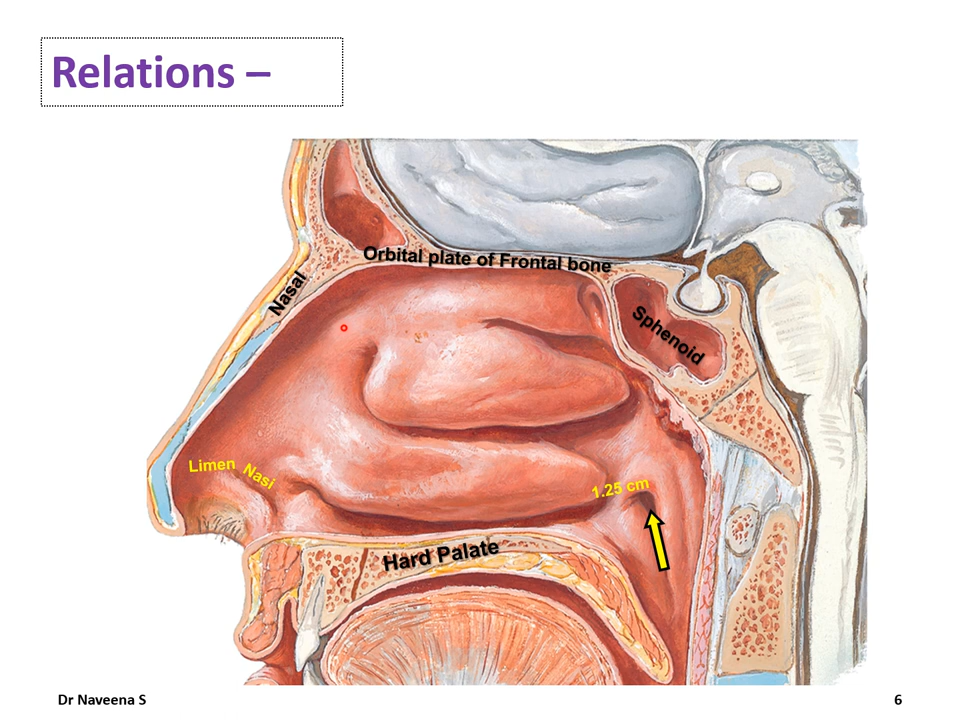 Relations –
Orbital plate of Frontal bone
Nasal
Sphenoid
Limen Nasi
1.25 cm
Hard Palate
Dr Naveena S
6